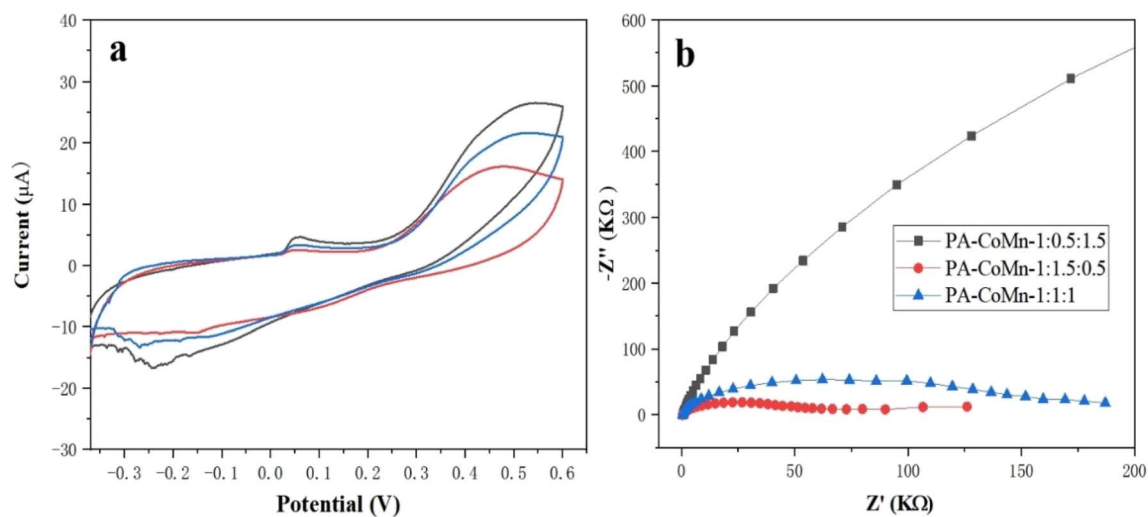 a
40
30
20
10
0
-10
-20
-30
Current (μA)
-0.3 -0.2 -0.1 0.0 0.1 0.2 0.3 0.4 0.5 0.6
Potential (V)
b
600
500
400
300
200
100
0
-Z'' (KΩ)
PA-CoMn-1:0.5:1.5
PA-CoMn-1:1.5:0.5
PA-CoMn-1:1:1
0 50 100 150 200
Z' (KΩ)